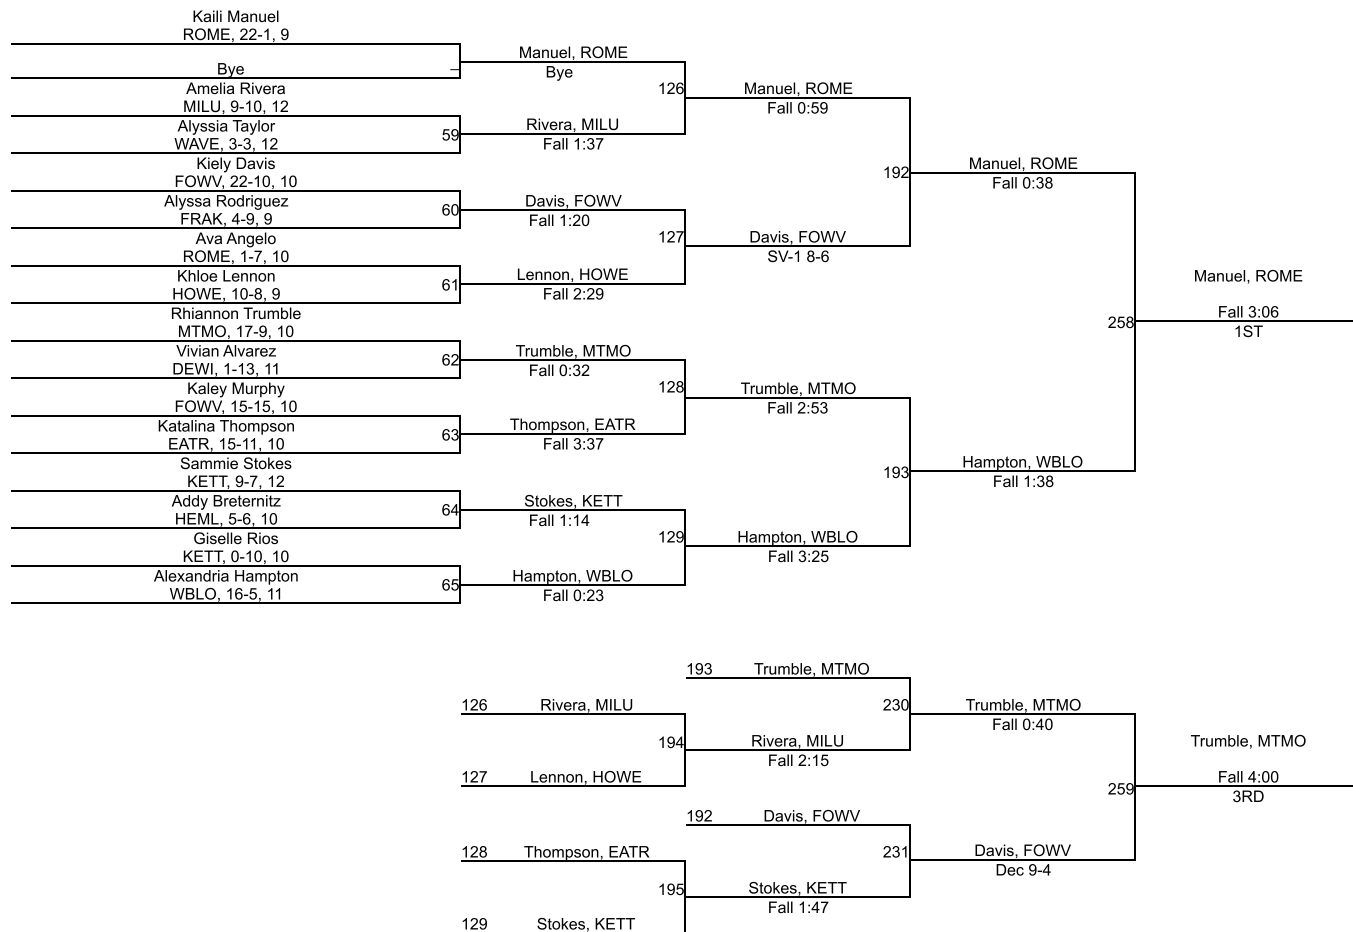 Kaili Manuel
ROME, 22-1, 9
Bye
Amelia Rivera
MILU, 9-10, 12
Alyssia Taylor
WAVE, 3-3, 12
Kiely Davis
FOWV, 22-10, 10
Alyssa Rodriguez
FRAK, 4-9, 9
Ava Angelo
ROME, 1-7, 10
Khloe Lennon
HOWE, 10-8, 9
Rhiannon Trumble
MTMO, 17-9, 10
Vivian Alvarez
DEWI, 1-13, 11
Kaley Murphy
FOWV, 15-15, 10
Katalina Thompson
EATR, 15-11, 10
Sammie Stokes
KETT, 9-7, 12
Addy Breternitz
HEML, 5-6, 10
Giselle Rios
KETT, 0-10, 10
Alexandria Hampton
WBLO, 16-5, 11
–
59
60
61
62
63
64
65
Manuel, ROME
Bye
Rivera, MILU
Fall 1:37
Davis, FOWV
Fall 1:20
Lennon, HOWE
Fall 2:29
Trumble, MTMO
Fall 0:32
Thompson, EATR
Fall 3:37
Stokes, KETT
Fall 1:14
Hampton, WBLO
Fall 0:23
126
127
128
129
Manuel, ROME
Fall 0:59
Davis, FOWV
SV-1 8-6
Trumble, MTMO
Fall 2:53
Hampton, WBLO
Fall 3:25
192
193
Manuel, ROME
Fall 0:38
Hampton, WBLO
Fall 1:38
258
Manuel, ROME
Fall 3:06
1ST
126 Rivera, MILU
127 Lennon, HOWE
128 Thompson, EATR
129 Stokes, KETT
194
195
193 Trumble, MTMO
Rivera, MILU
Fall 2:15
192 Davis, FOWV
Stokes, KETT
Fall 1:47
230
231
Trumble, MTMO
Fall 0:40
Davis, FOWV
Dec 9-4
259
Trumble, MTMO
Fall 4:00
3RD